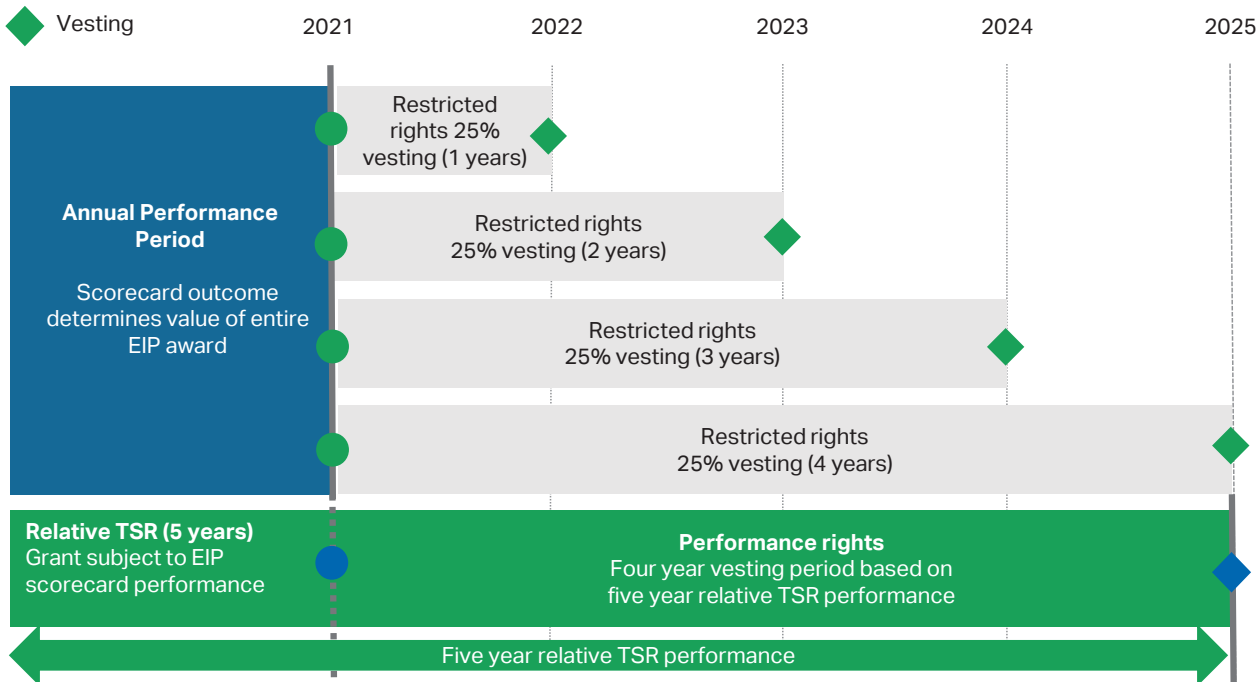 Vesting
2021
2022
2023
2024
2025
Restricted
rights 25%
vesting (1 years)
Annual Performance
Period
Scorecard outcome
determines value of entire
EIP award
Restricted rights
25% vesting (2 years)
Restricted rights
25% vesting (3 years)
Restricted rights
25% vesting (4 years)
Relative TSR (5 years)
Grant subject to EIP
scorecard performance
Performance rights
Four year vesting period based on
five year relative TSR performance
Five year relative TSR performance